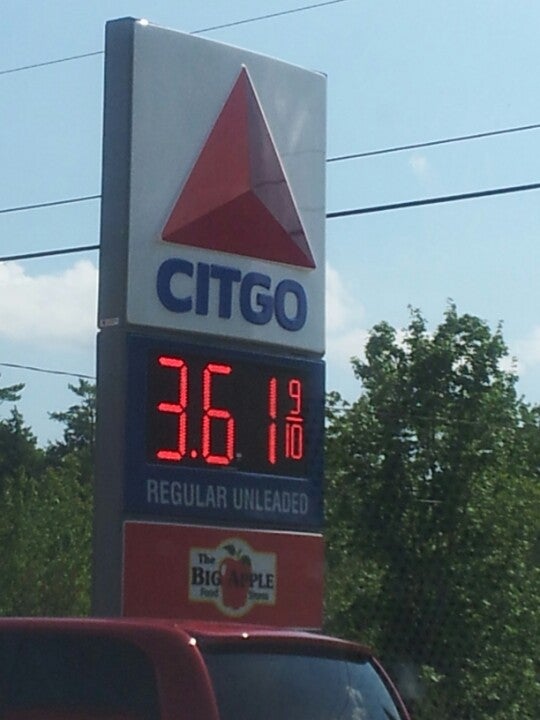 CITGO
3.61 9/10
REGULAR UNLEADED
The
BIG APPLE
Food Stores